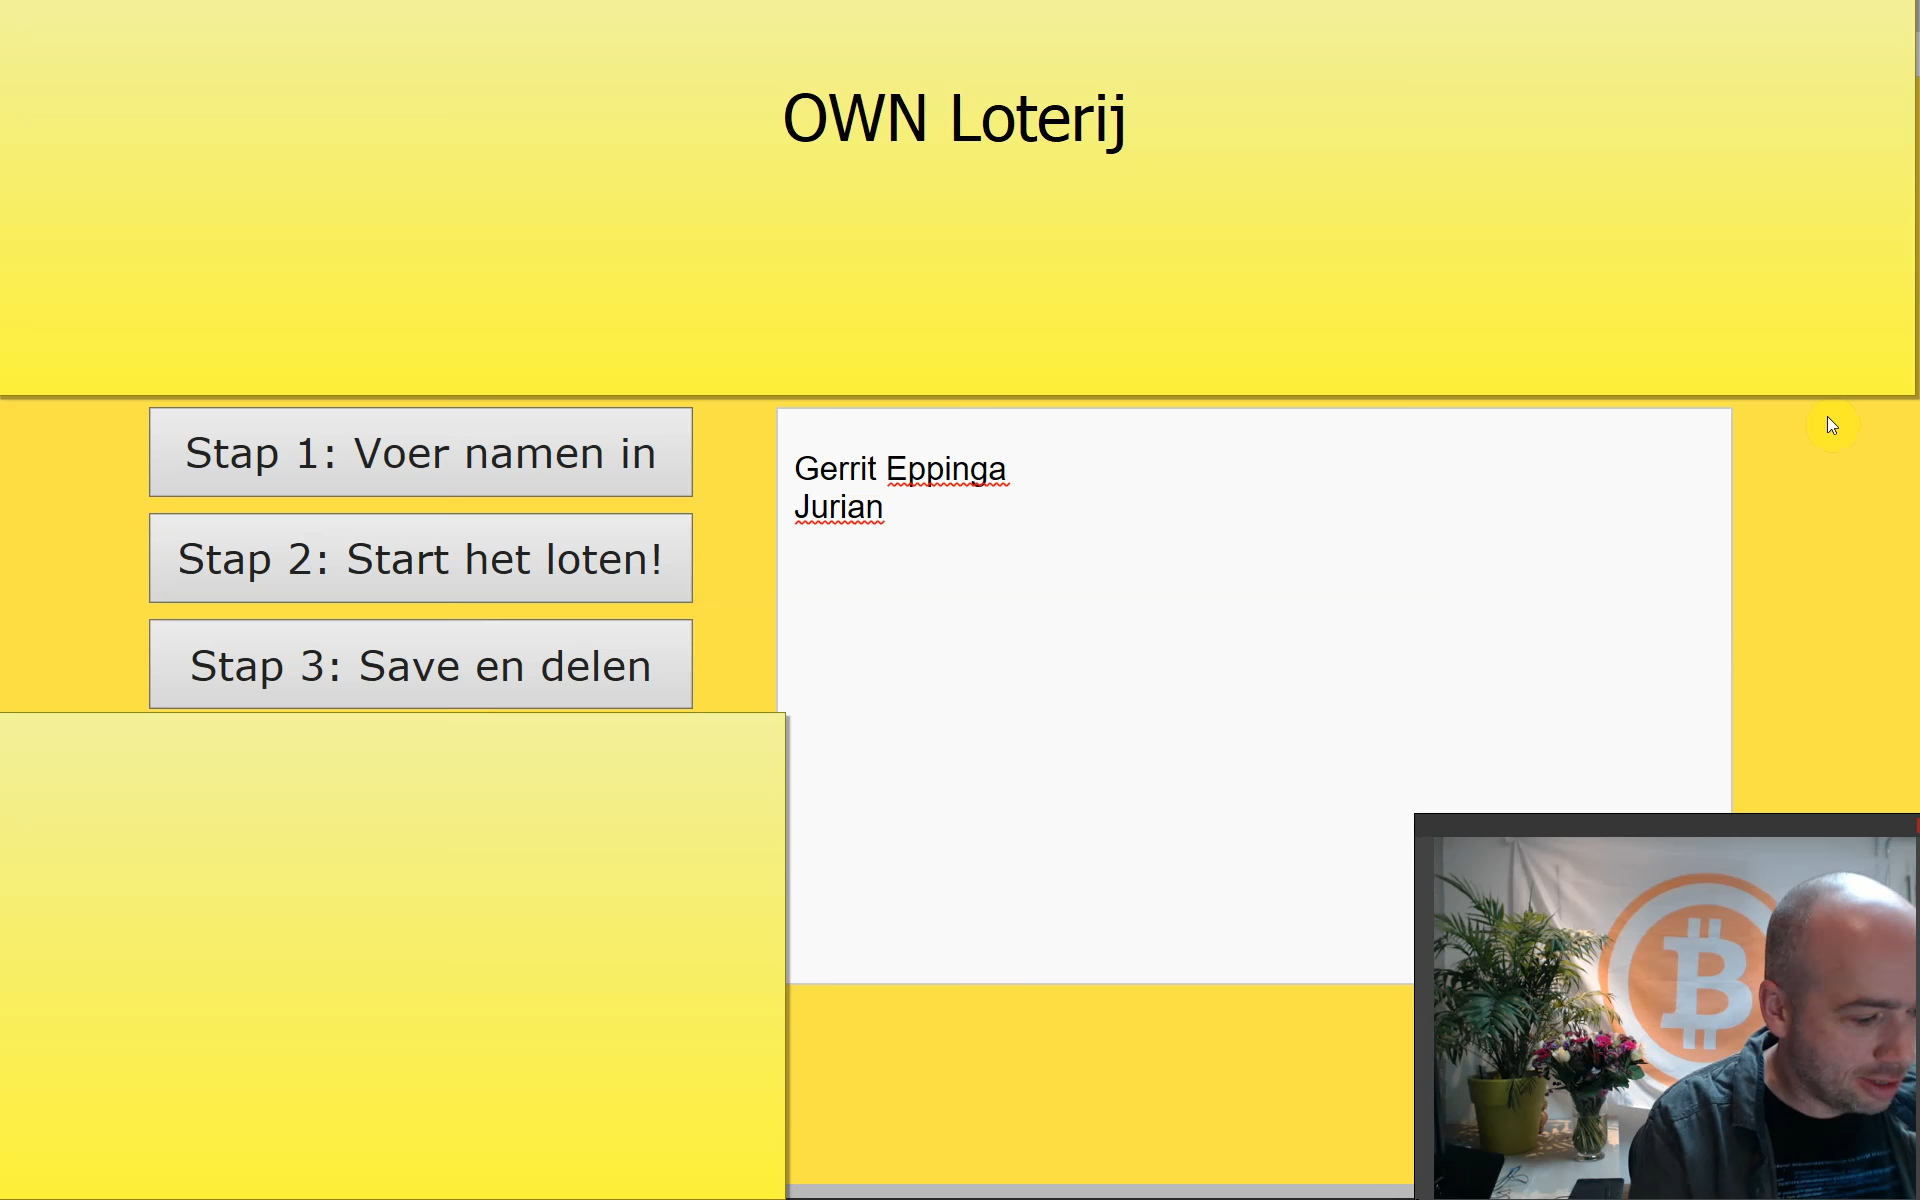 OWN Loterij
Stap 1: Voer namen in
Stap 2: Start het loten!
Stap 3: Save en delen
Gerrit Eppinga
Jurian